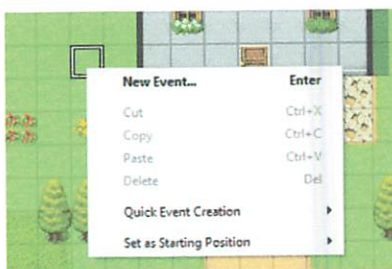 New Event... Enter
Cut Ctrl+X
Copy Ctrl+C
Paste Ctrl+V
Delete Del
Quick Event Creation
Set as Starting Position